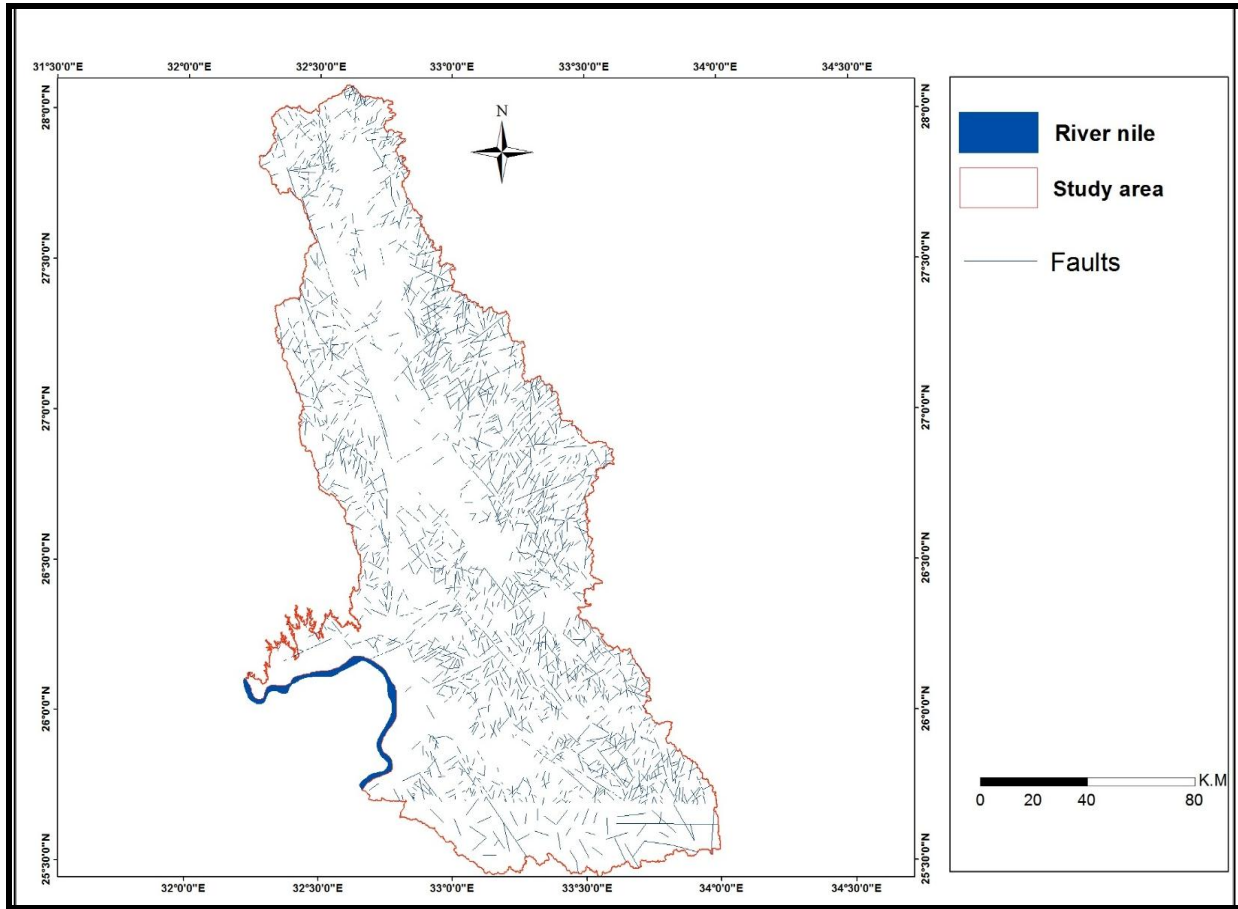 31°30'0"E 32°0'0"E 32°30'0"E 33°0'0"E 33°30'0"E 34°0'0"E 34°30'0"E
N
28°0'0"N 28°0'0"N
27°30'0"N 27°30'0"N
27°0'0"N 27°0'0"N
26°30'0"N 26°30'0"N
26°0'0"N 26°0'0"N
25°30'0"N 25°30'0"N
32°0'0"E 32°30'0"E 33°0'0"E 33°30'0"E 34°0'0"E 34°30'0"E
River nile
Study area
Faults
K.M
0 20 40 80